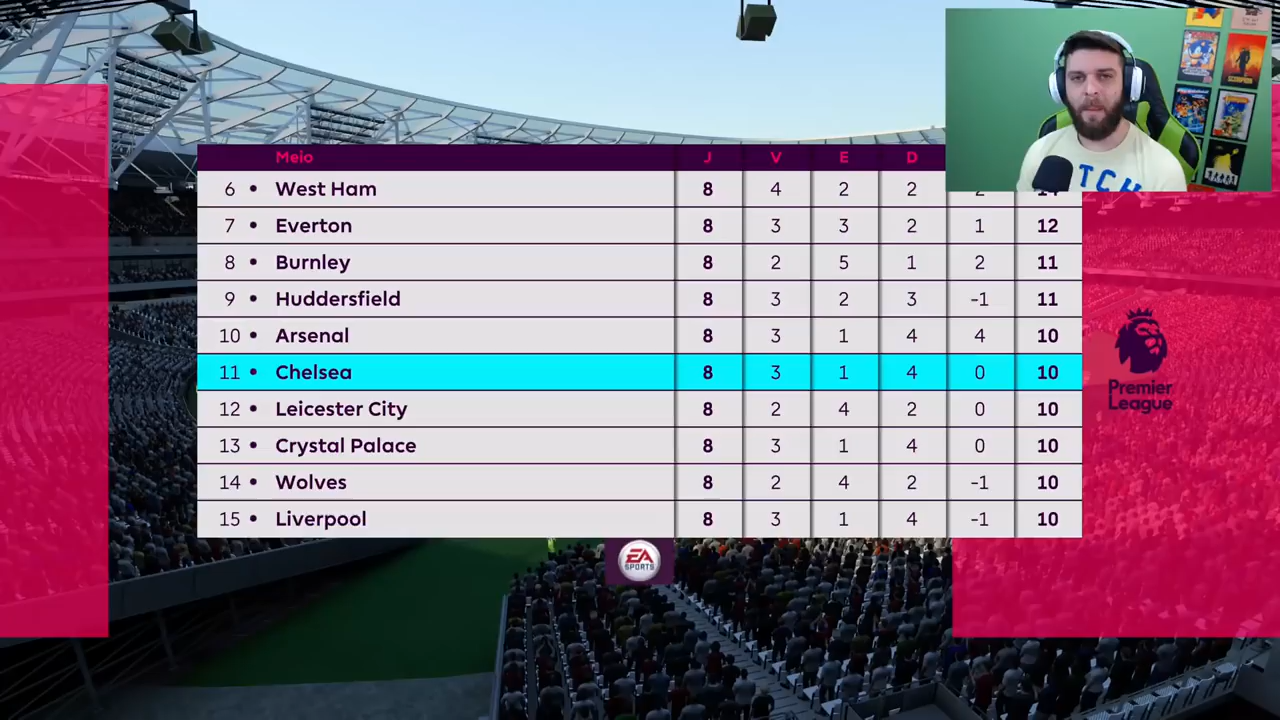 Meio J V E D
6 • West Ham 8 4 2 2 2 14
7 • Everton 8 3 3 2 1 12
8 • Burnley 8 2 5 1 2 11
9 • Huddersfield 8 3 2 3 -1 11
10 • Arsenal 8 3 1 4 4 10
11 • Chelsea 8 3 1 4 0 10
12 • Leicester City 8 2 4 2 0 10
13 • Crystal Palace 8 3 1 4 0 10
14 • Wolves 8 2 4 2 -1 10
15 • Liverpool 8 3 1 4 -1 10
Premier
League
EA
SPORTS
SCORPION